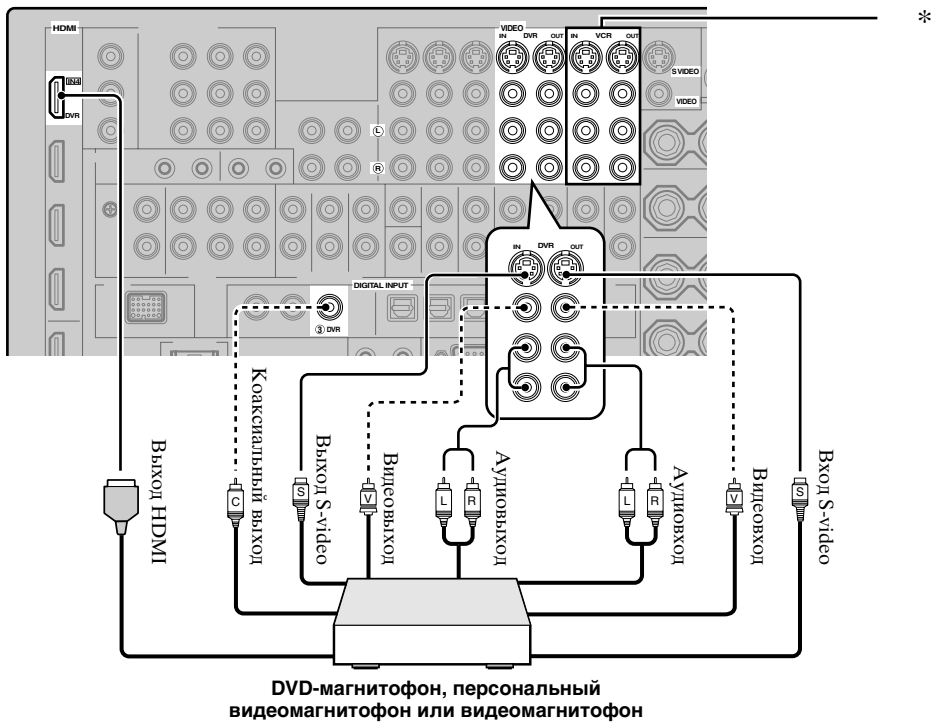 *
HDMI
VIDEO
IN DVR OUT
IN VCR OUT
IN4
DVR
S VIDEO
VIDEO
L
R
IN DVR OUT
DIGITAL INPUT
③ DVR
Выход HDMI
Коаксиальный выход
Выход S-video
Видеовыход
Аудиовыход
Аудиовход
Видеовход
Вход S-video
C
S
V
L R
L R
V
S
DVD-магнитофон, персональный
видеомагнитофон или видеомагнитофон